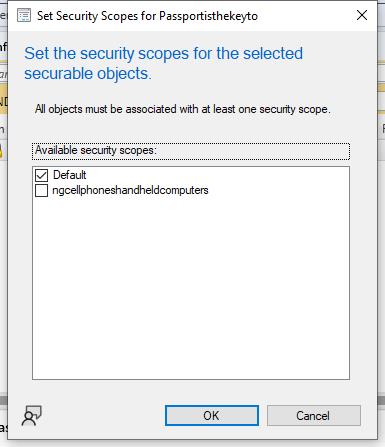 Set Security Scopes for Passportisthekeyto
Set the security scopes for the selected
securable objects.
All objects must be associated with at least one security scope.
Available security scopes:
Default
ngcellphoneshandheldcomputers
OK
Cancel